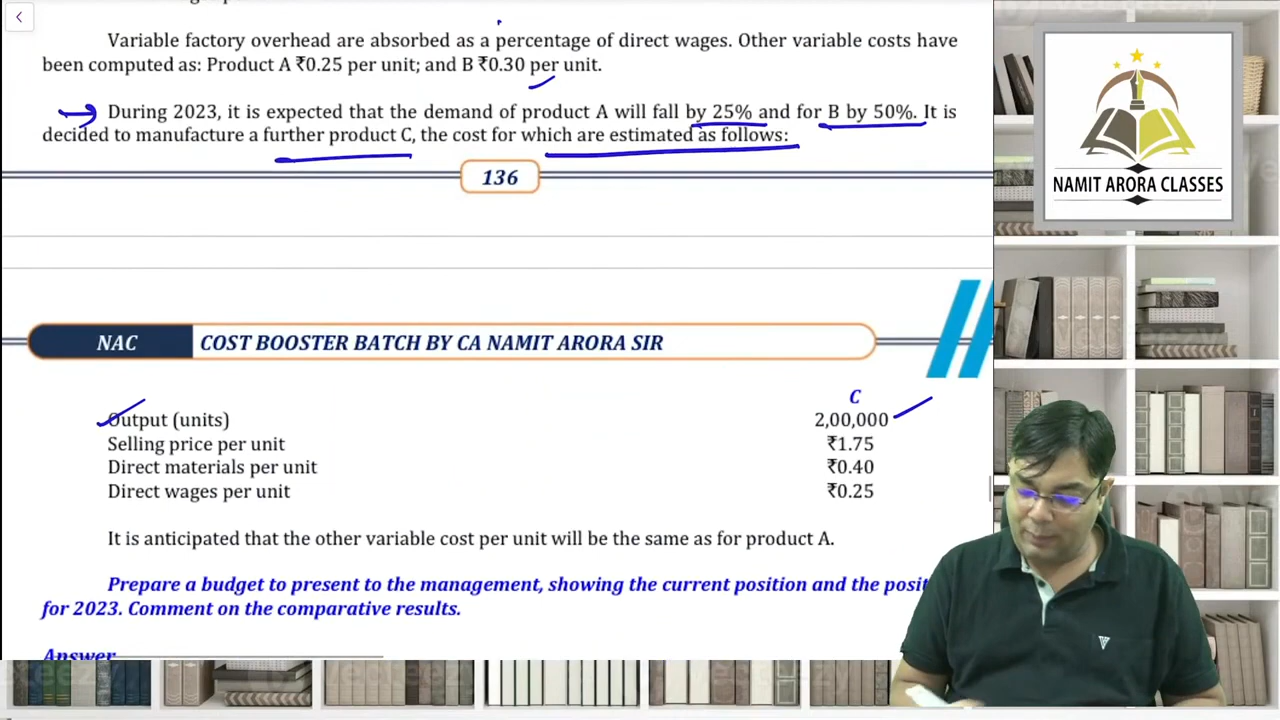 Variable factory overhead are absorbed as a percentage of direct wages. Other variable costs have
been computed as: Product A ₹0.25 per unit; and B ₹0.30 per unit.
During 2023, it is expected that the demand of product A will fall by 25% and for B by 50%. It is
decided to manufacture a further product C, the cost for which are estimated as follows:
136
NAMIT ARORA CLASSES
NAC COST BOOSTER BATCH BY CA NAMIT ARORA SIR
C
Output (units) 2,00,000
Selling price per unit ₹1.75
Direct materials per unit ₹0.40
Direct wages per unit ₹0.25
It is anticipated that the other variable cost per unit will be the same as for product A.
Prepare a budget to present to the management, showing the current position and the posit
for 2023. Comment on the comparative results.
Answer